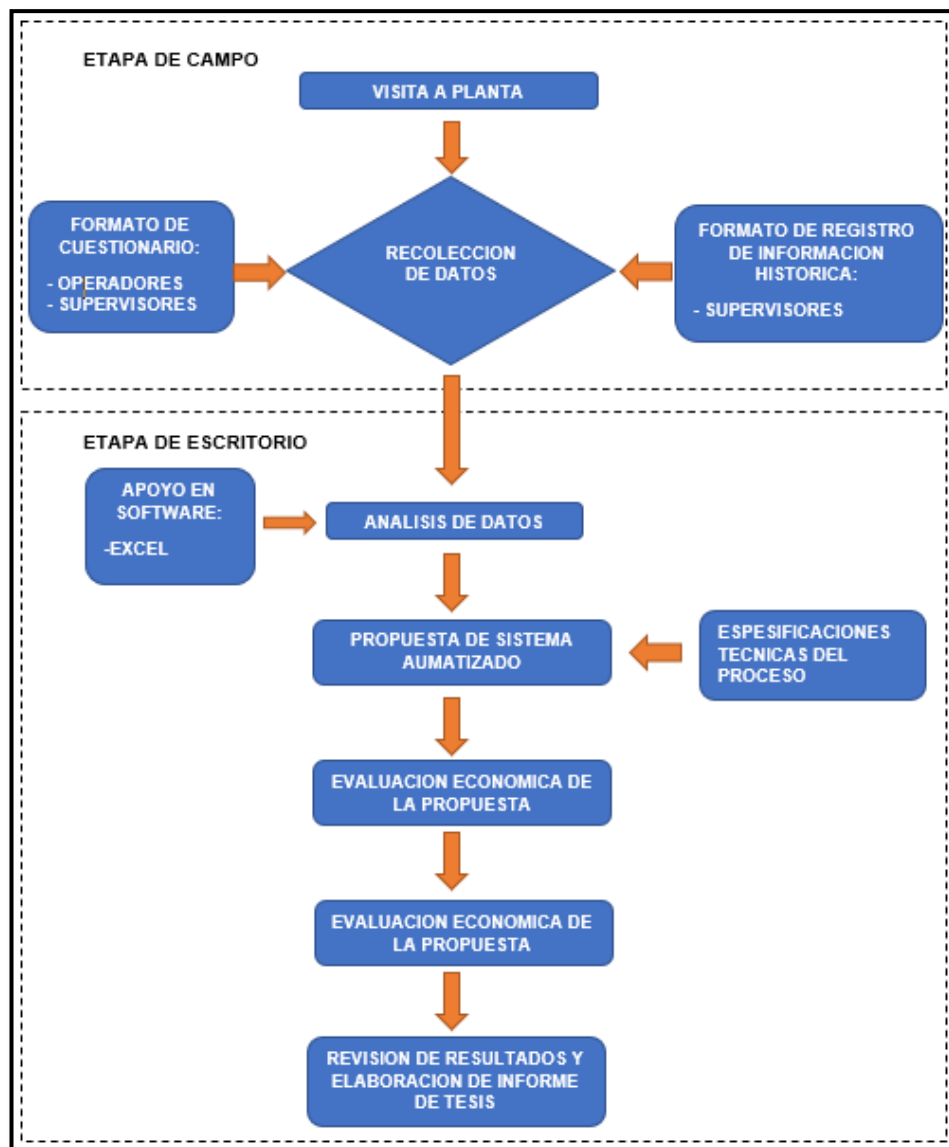 ETAPA DE CAMPO
VISITA A PLANTA
FORMATO DE
CUESTIONARIO:
- OPERADORES
- SUPERVISORES
RECOLECCION
DE DATOS
FORMATO DE REGISTRO
DE INFORMACION
HISTORICA:
- SUPERVISORES
ETAPA DE ESCRITORIO
APOYO EN
SOFTWARE:
-EXCEL
ANALISIS DE DATOS
PROPUESTA DE SISTEMA
AUMATIZADO
ESPESIFICACIONES
TECNICAS DEL
PROCESO
EVALUACION ECONOMICA DE
LA PROPUESTA
EVALUACION ECONOMICA DE
LA PROPUESTA
REVISION DE RESULTADOS Y
ELABORACION DE INFORME
DE TESIS